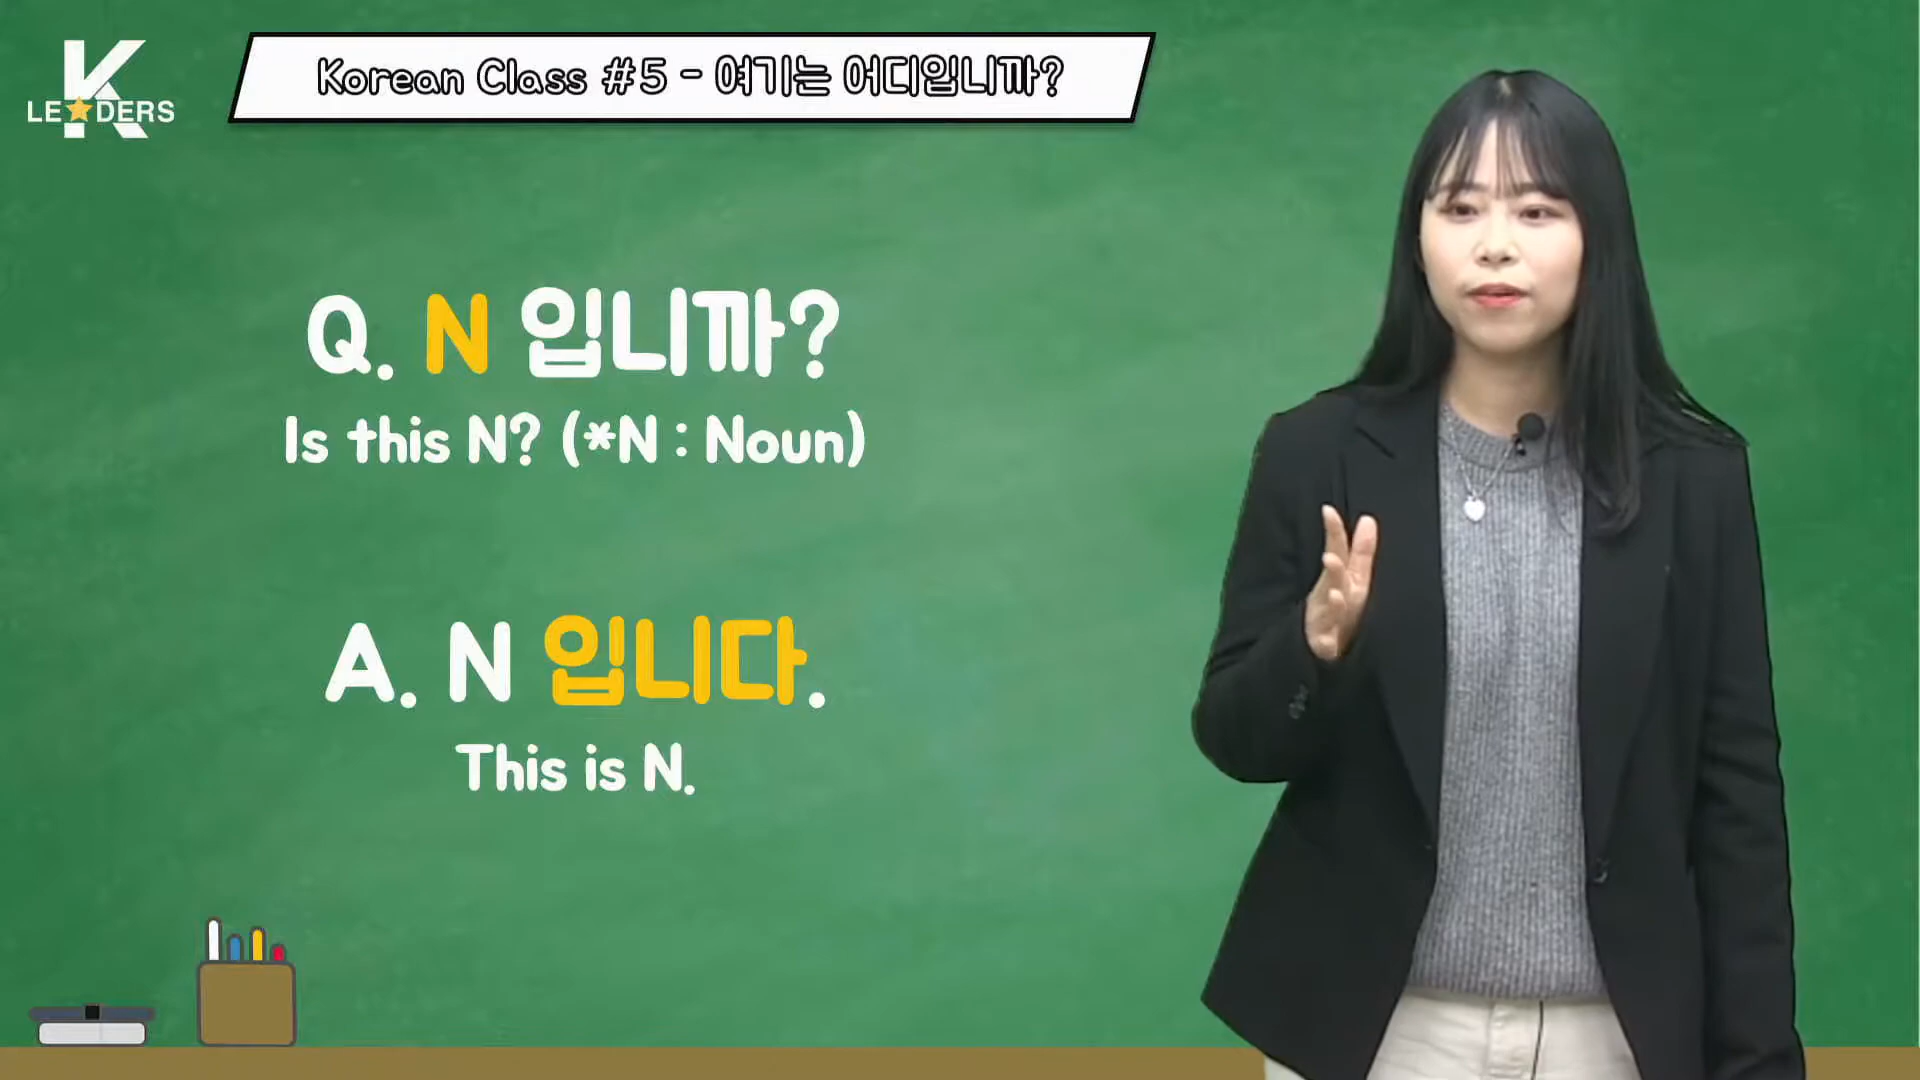 K
LEADERS
Korean Class #5 - 여기는 어디입니까?
Q. N 입니까?
Is this N? (*N : Noun)
A. N 입니다.
This is N.